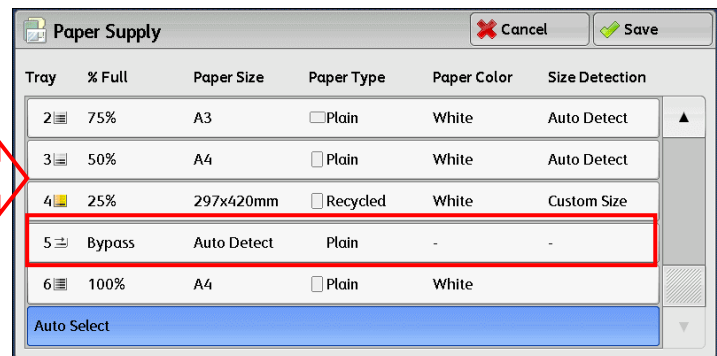 Paper Supply Cancel Save
Tray % Full Paper Size Paper Type Paper Color Size Detection
2 75% A3 Plain White Auto Detect
3 50% A4 Plain White Auto Detect
4 25% 297x420mm Recycled White Custom Size
5 Bypass Auto Detect Plain - -
6 100% A4 Plain White
Auto Select